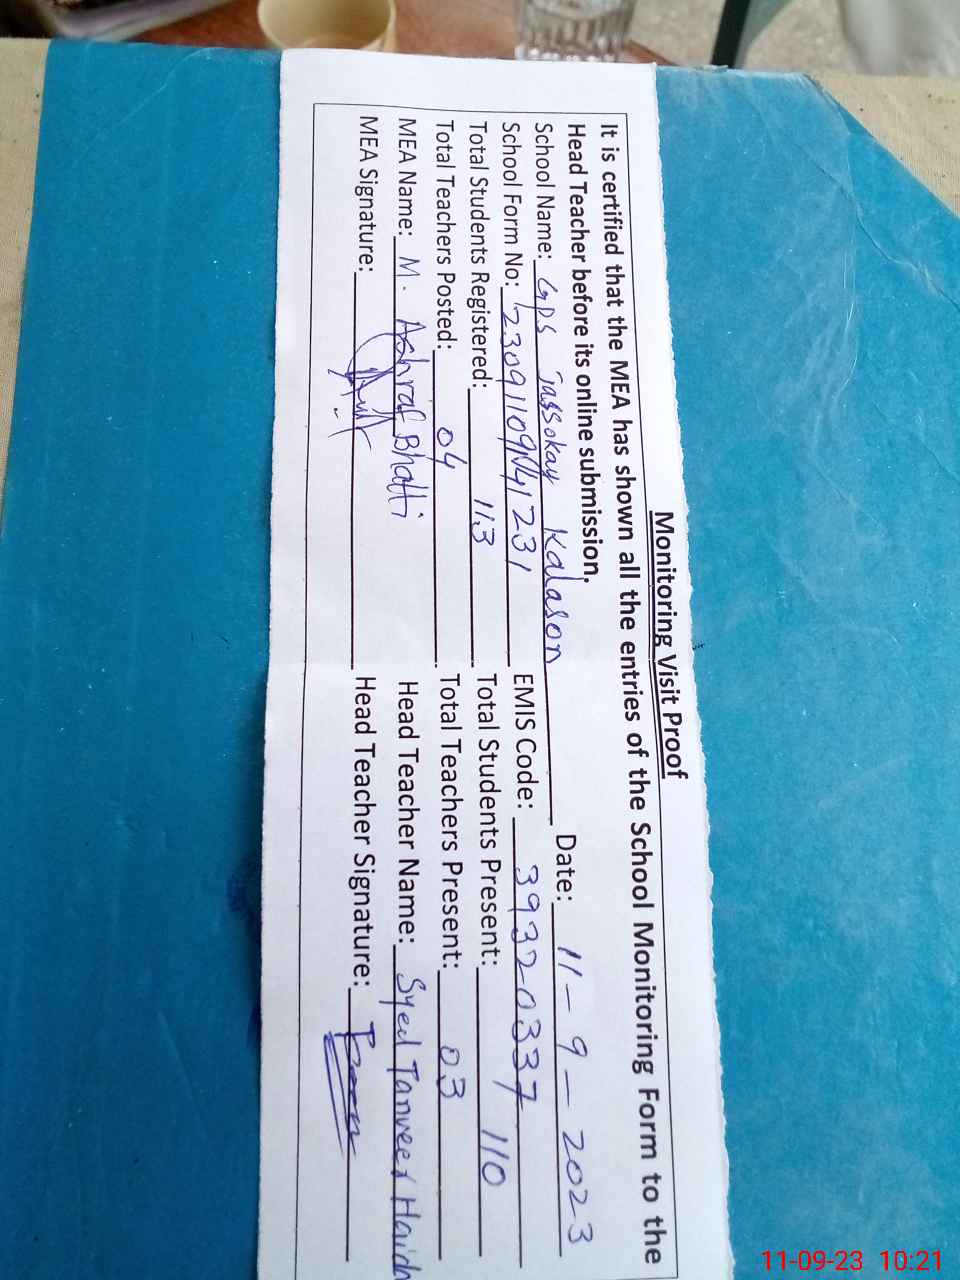 Monitoring Visit Proof
It is certified that the MEA has shown all the entries of the School Monitoring Form to the
Head Teacher before its online submission.
School Name: GPS Jassokay Kalason Date: 11-9-2023
School Form No: 23091109N41231 EMIS Code: 39320337
Total Students Registered: 113 Total Students Present: 110
Total Teachers Posted: 04 Total Teachers Present: 03
MEA Name: M. Ashraf Bhatti Head Teacher Name: Syed Tanveer Haidr
MEA Signature: Head Teacher Signature:
11-09-23 10:21